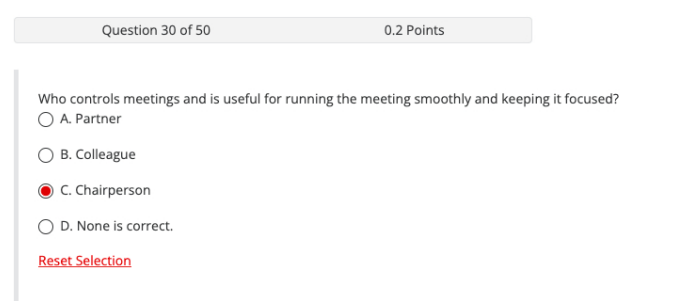 Question 30 of 50 0.2 Points
Who controls meetings and is useful for running the meeting smoothly and keeping it focused?
A. Partner
B. Colleague
C. Chairperson
D. None is correct.
Reset Selection